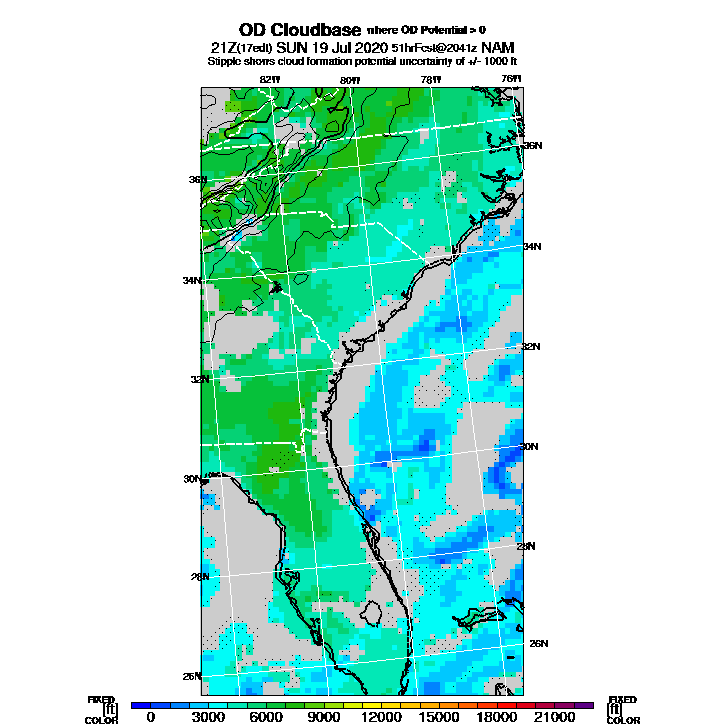 OD Cloudbase where OD Potential > 0
21Z(17edt) SUN 19 Jul 2020 51hrFcst@2041z NAM
Stipple shows cloud formation potential uncertainty of +/- 1000 ft
82W 80W 78W 76W
36N
36N
34N
34N
32N
32N
30N
30N
28N
28N
26N
26N
FIXED FIXED
[ft] [ft]
COLOR COLOR
0 3000 6000 9000 12000 15000 18000 21000